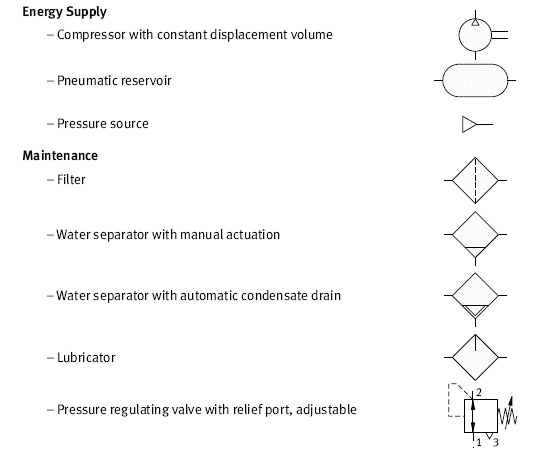 Energy Supply
– Compressor with constant displacement volume
– Pneumatic reservoir
– Pressure source
Maintenance
– Filter
– Water separator with manual actuation
– Water separator with automatic condensate drain
– Lubricator
2
– Pressure regulating valve with relief port, adjustable
1 3